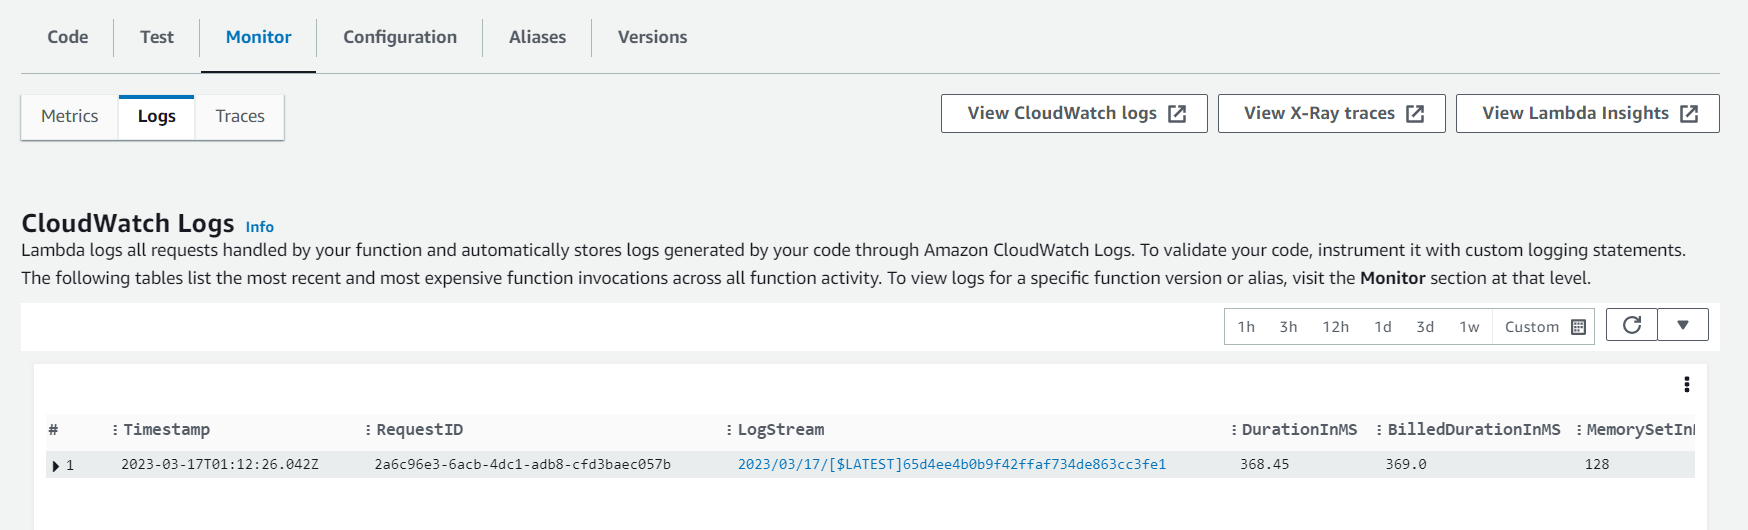 Code Test Monitor Configuration Aliases Versions
Metrics Logs Traces View CloudWatch logs View X-Ray traces View Lambda Insights
CloudWatch Logs Info
Lambda logs all requests handled by your function and automatically stores logs generated by your code through Amazon CloudWatch Logs. To validate your code, instrument it with custom logging statements.
The following tables list the most recent and most expensive function invocations across all function activity. To view logs for a specific function version or alias, visit the Monitor section at that level.
1h 3h 12h 1d 3d 1w Custom
# Timestamp RequestID LogStream DurationInMS BilledDurationInMS MemorySetIn
1 2023-03-17T01:12:26.042Z 2a6c96e3-6acb-4dc1-adb8-cfd3baec057b 2023/03/17/[$LATEST]65d4ee4b0b9f42ffaf734de863cc3fe1 368.45 369.0 128